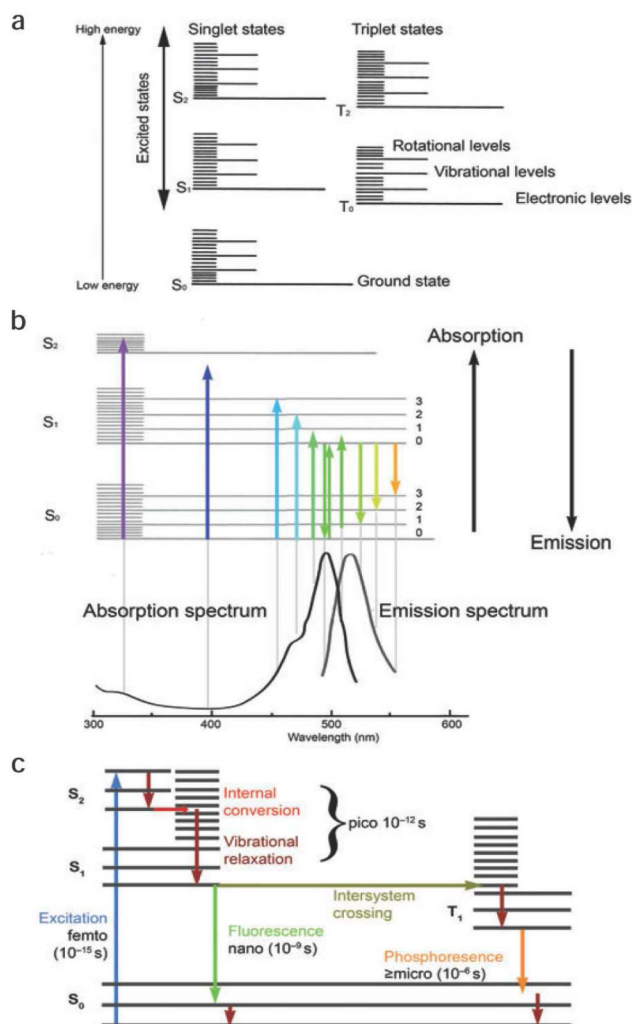 a
High energy
Singlet states
Triplet states
Excited states
S2
T2
Rotational levels
Vibrational levels
S1
T0
Electronic levels
S0
Ground state
Low energy
b
S2
Absorption
3
S1
2
1
0
3
S0
2
1
0
Emission
Absorption spectrum
Emission spectrum
300
400
500
600
Wavelength (nm)
c
S2
Internal
conversion
pico 10–12 s
Vibrational
relaxation
S1
Intersystem
crossing
T1
Excitation
femto
(10–15 s)
Fluorescence
nano (10–9 s)
Phosphoresence
≥micro (10–6 s)
S0